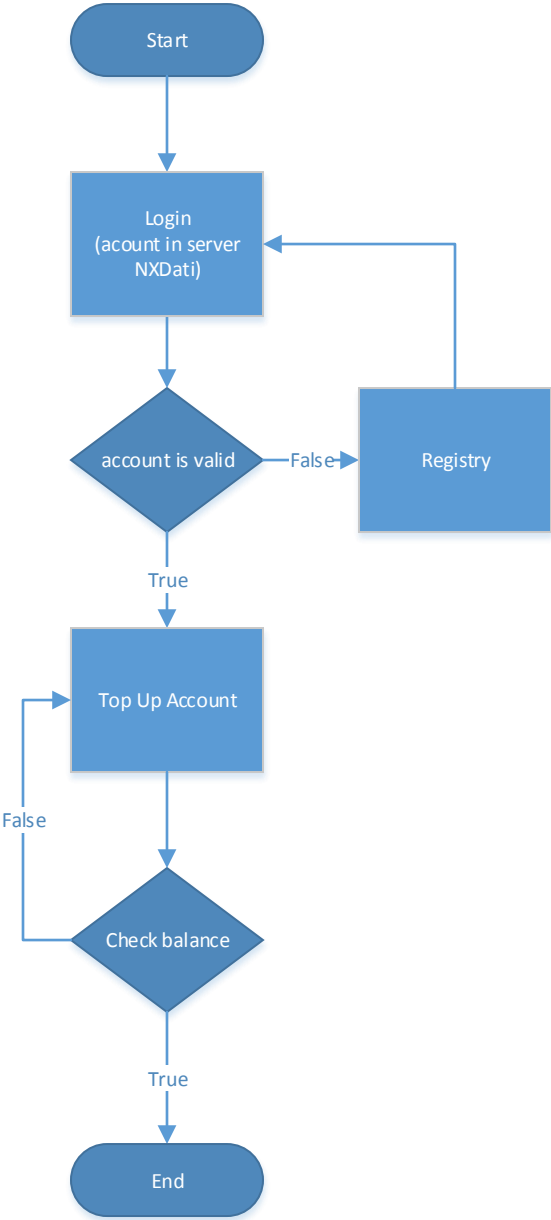 Start
Login
(acount in server
NXDati)
account is valid
False
Registry
True
Top Up Account
False
Check balance
True
End